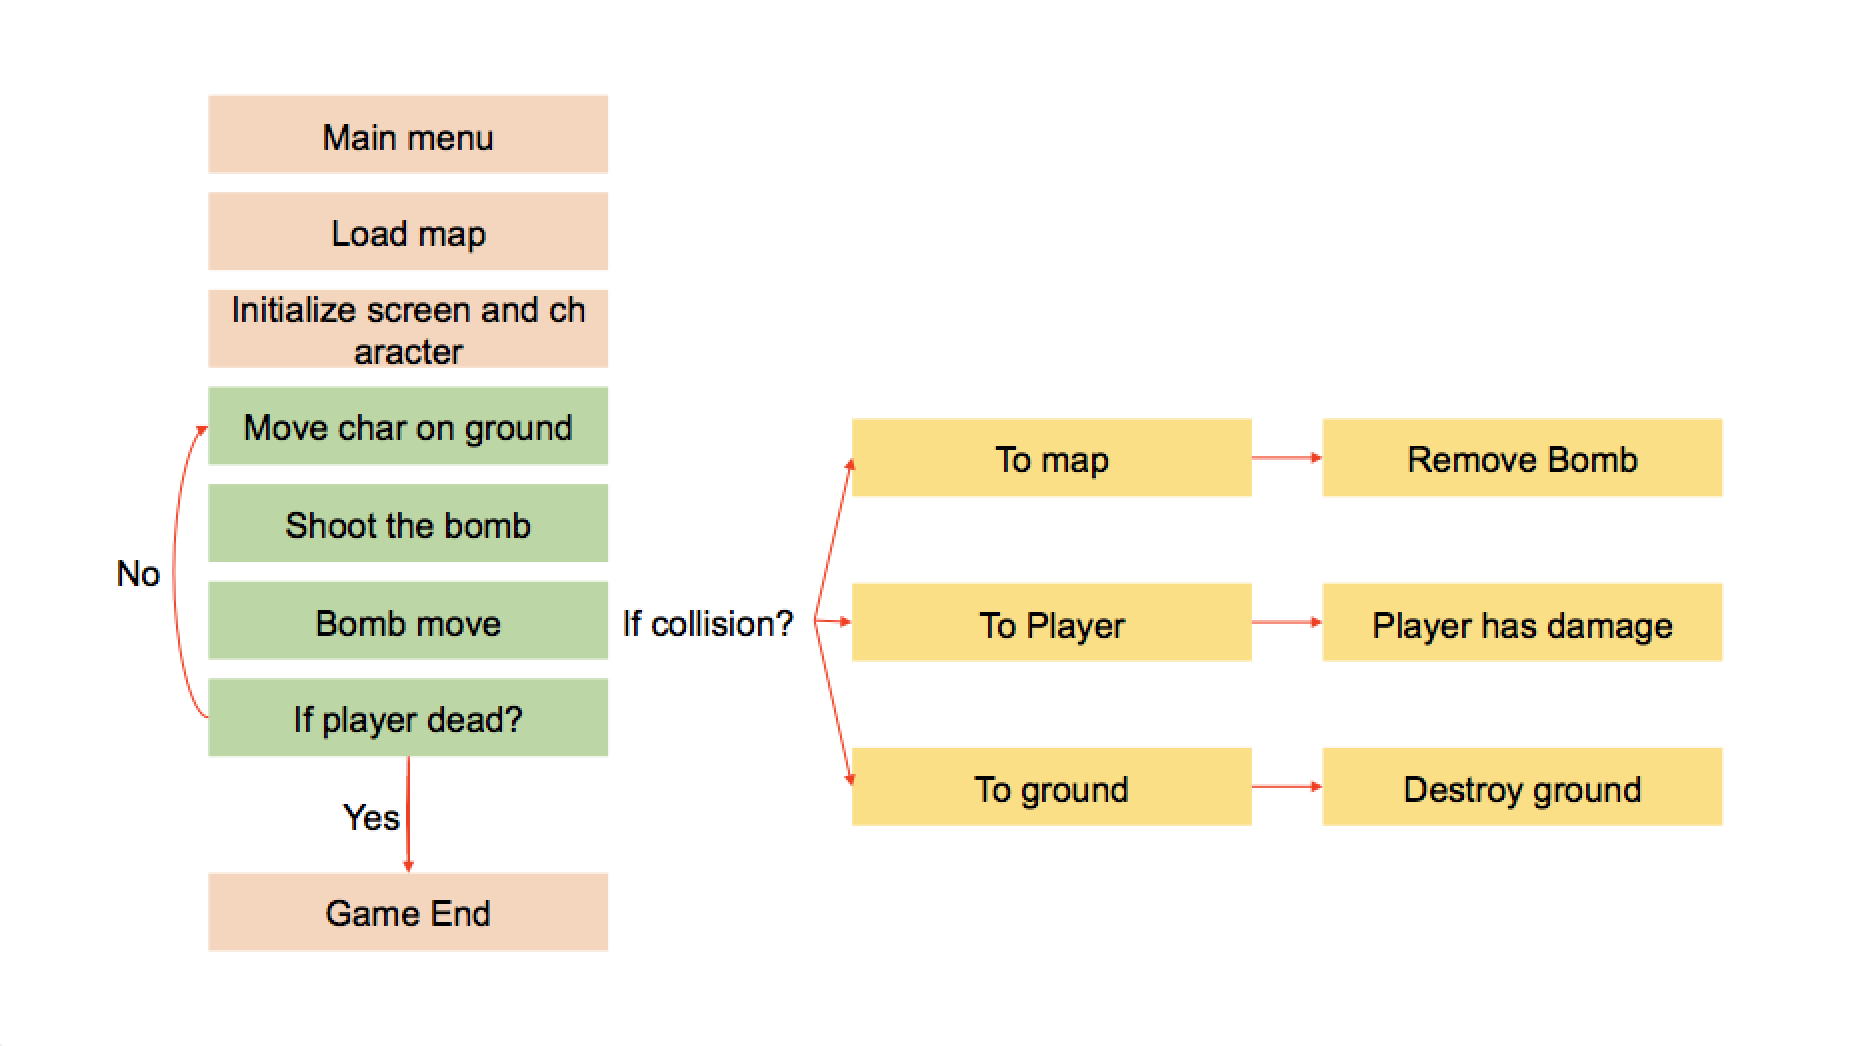 Main menu
Load map
Initialize screen and ch
aracter
Move char on ground
Shoot the bomb
Bomb move
If player dead?
No
Yes
Game End
If collision?
To map
Remove Bomb
To Player
Player has damage
To ground
Destroy ground